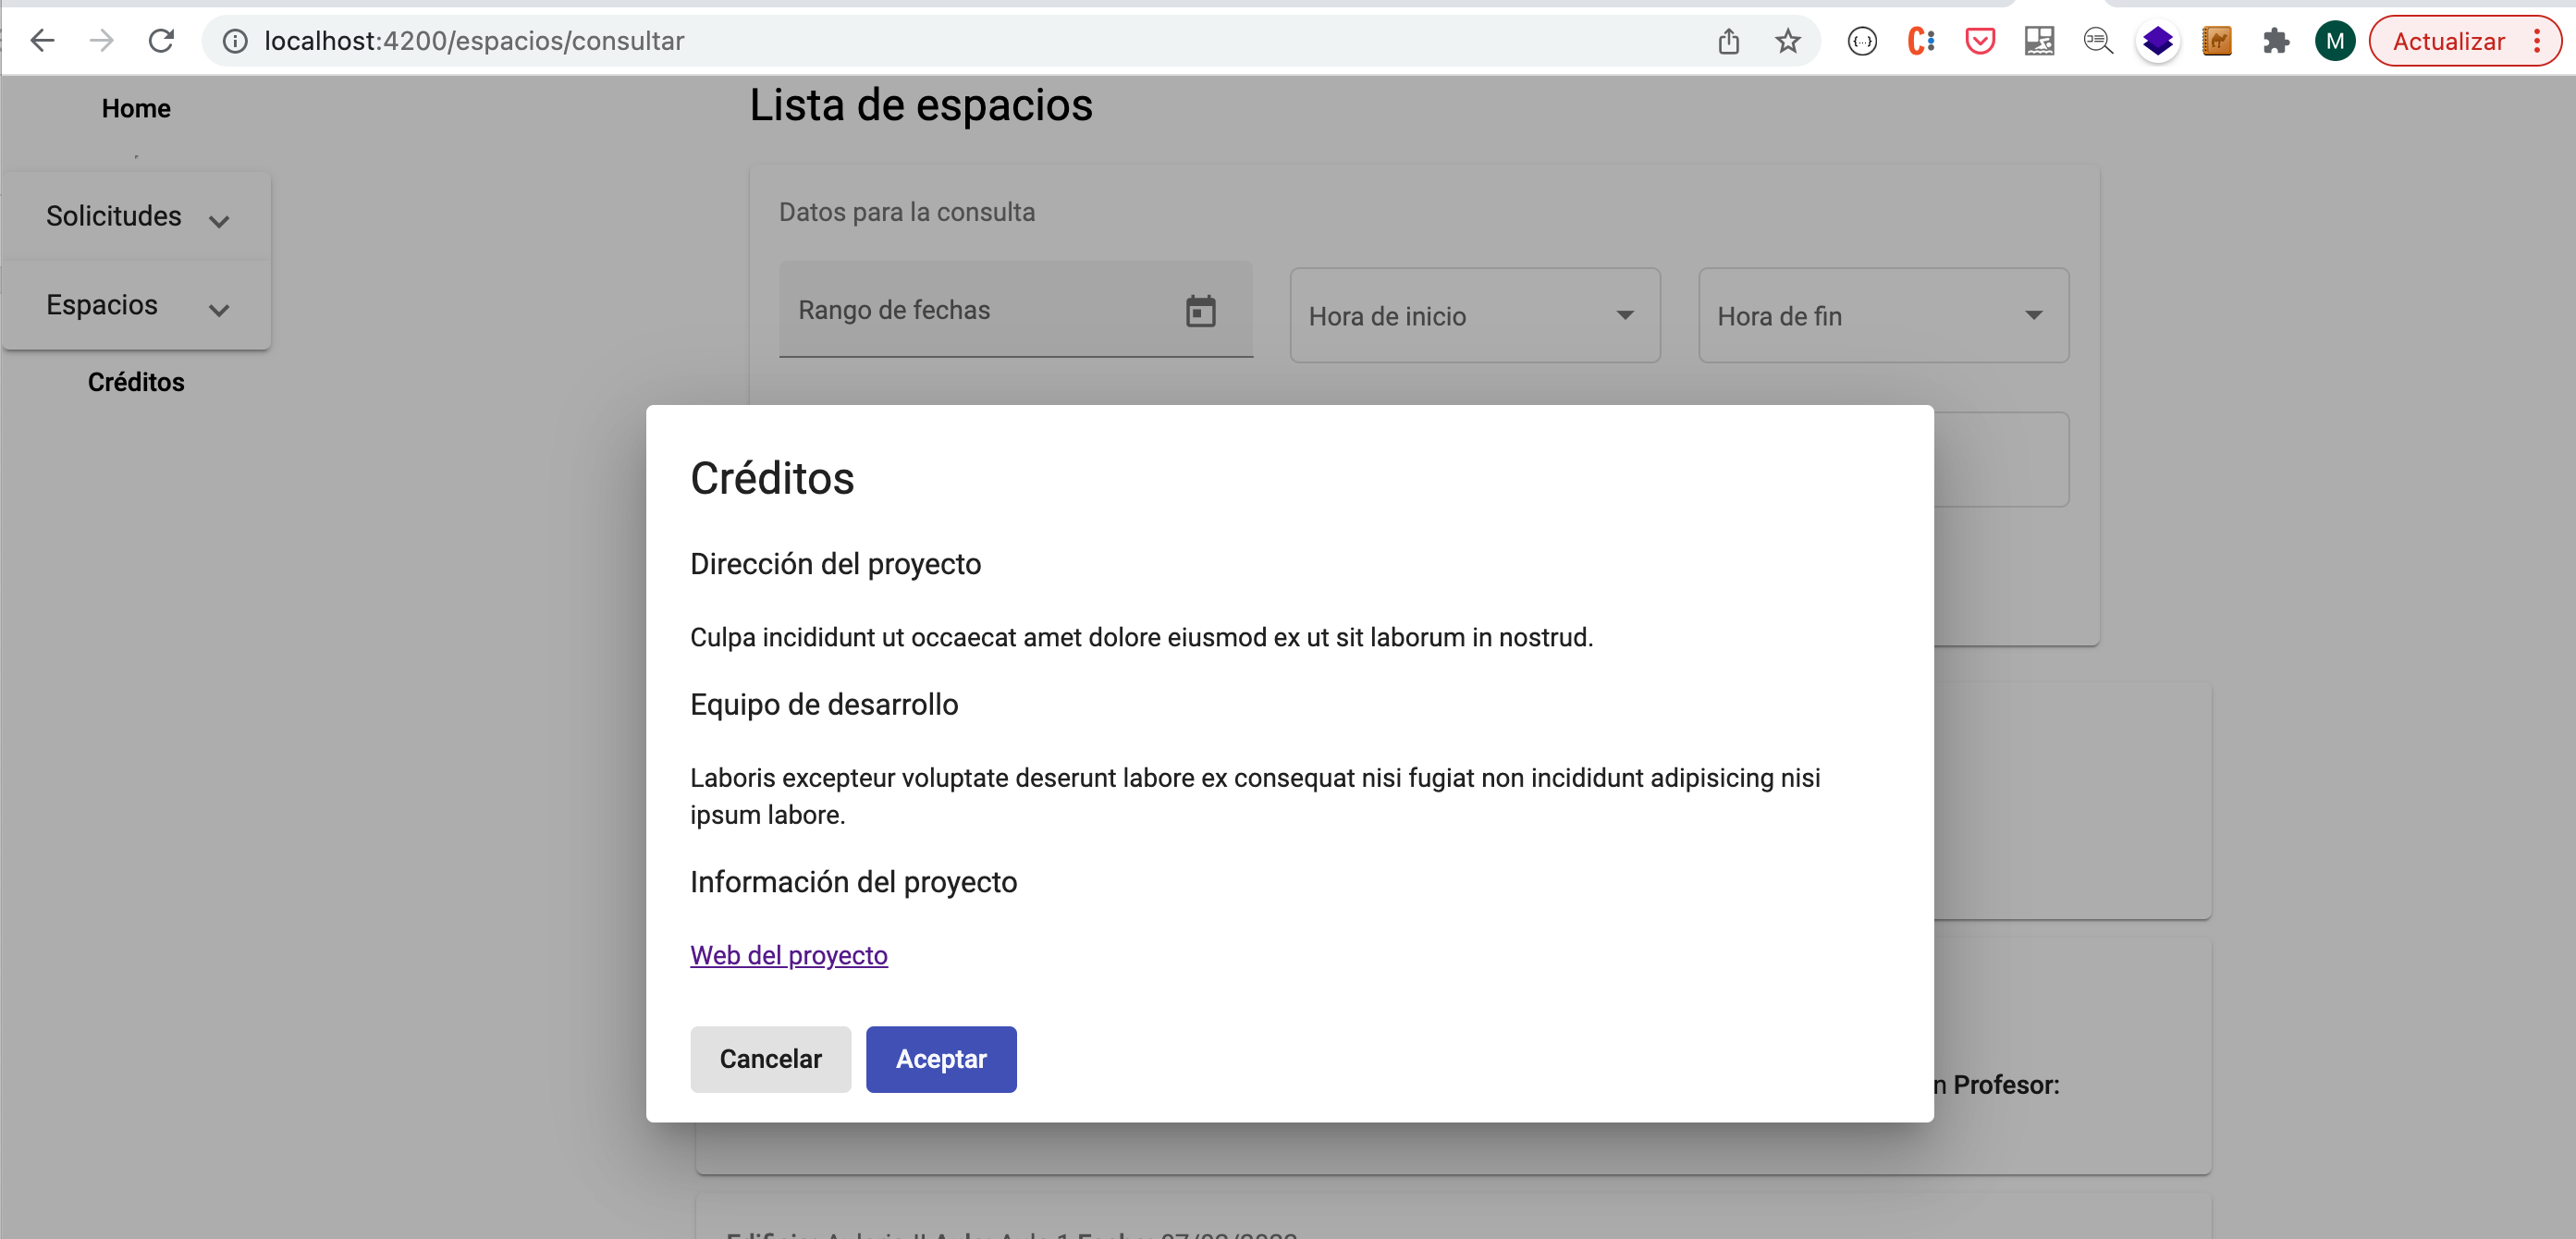 localhost:4200/espacios/consultar
M
Actualizar
Home
Lista de espacios
Solicitudes
Datos para la consulta
Espacios
Rango de fechas
Hora de inicio
Hora de fin
Créditos
Créditos
Dirección del proyecto
Culpa incididunt ut occaecat amet dolore eiusmod ex ut sit laborum in nostrud.
Equipo de desarrollo
Laboris excepteur voluptate deserunt labore ex consequat nisi fugiat non incididunt adipisicing nisi
ipsum labore.
Información del proyecto
Web del proyecto
Cancelar
Aceptar
n Profesor: